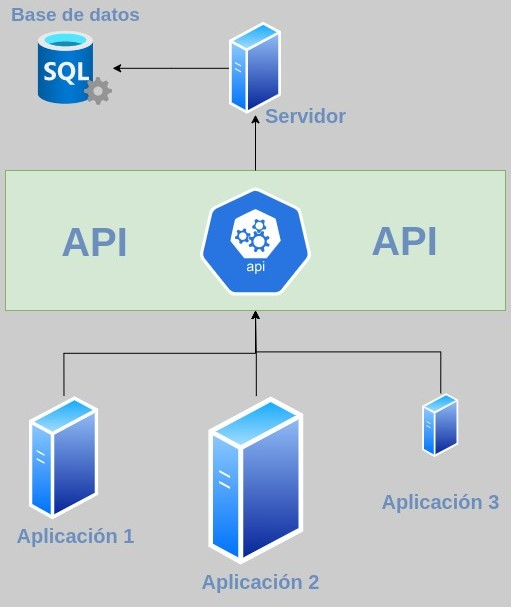 Base de datos
SQL
Servidor
API
api
API
Aplicación 1
Aplicación 2
Aplicación 3